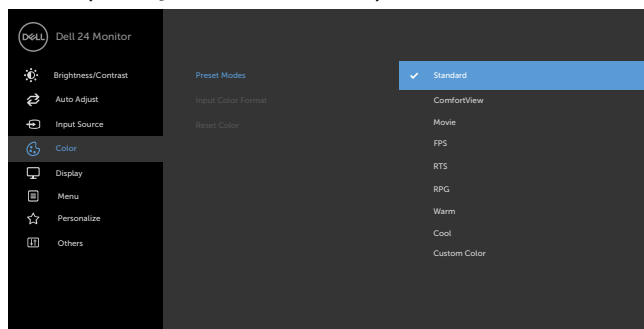 DELL
Dell 24 Monitor
Brightness/Contrast
Auto Adjust
Input Source
Color
Display
Menu
Personalize
Others
Preset Modes
Input Color Format
Reset Color
Standard
ComfortView
Movie
FPS
RTS
RPG
Warm
Cool
Custom Color